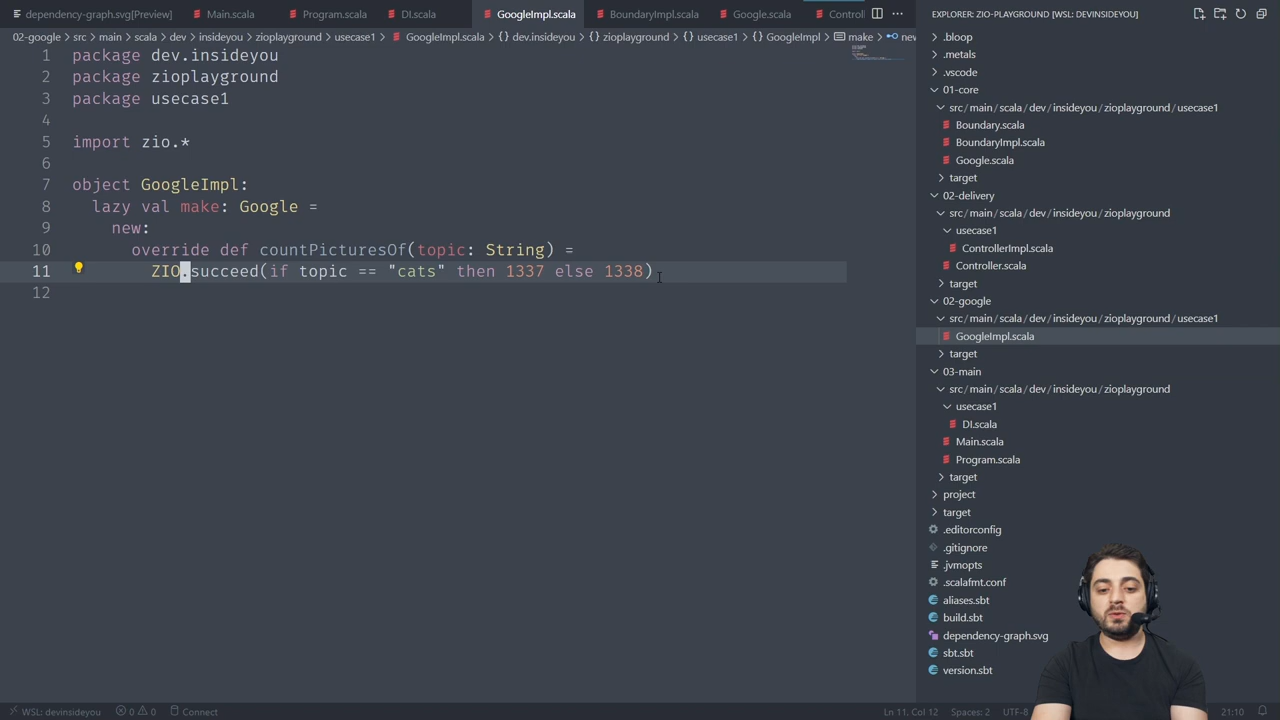 dependency-graph.svg[Preview]
Main.scala
Program.scala
DI.scala
GoogleImpl.scala
BoundaryImpl.scala
Google.scala
Control
02-google > src > main > scala > dev > insideyou > zioplayground > usecase1 > GoogleImpl.scala > {} dev.insideyou > {} zioplayground > {} usecase1 > {} GoogleImpl > make > new
1 package dev.insideyou
2 package zioplayground
3 package usecase1
4
5 import zio.*
6
7 object GoogleImpl:
8 lazy val make: Google =
9 new:
10 override def countPicturesOf(topic: String) =
11 ZIO.succeed(if topic == "cats" then 1337 else 1338)
12
EXPLORER: ZIO-PLAYGROUND [WSL: DEVINSIDEYOU]
.bloop
.metals
.vscode
01-core
src/main/scala/dev/insideyou/zioplayground/usecase1
Boundary.scala
BoundaryImpl.scala
Google.scala
target
02-delivery
src/main/scala/dev/insideyou/zioplayground
usecase1
ControllerImpl.scala
Controller.scala
target
02-google
src/main/scala/dev/insideyou/zioplayground/usecase1
GoogleImpl.scala
target
03-main
src/main/scala/dev/insideyou/zioplayground
usecase1
DI.scala
Main.scala
Program.scala
target
project
target
.editorconfig
.gitignore
.jvmopts
.scalafmt.conf
aliases.sbt
build.sbt
dependency-graph.svg
sbt.sbt
version.sbt
WSL: devinsideyou
0 0
Connect
Ln 11, Col 12
Spaces: 2
UTF-8
21:10